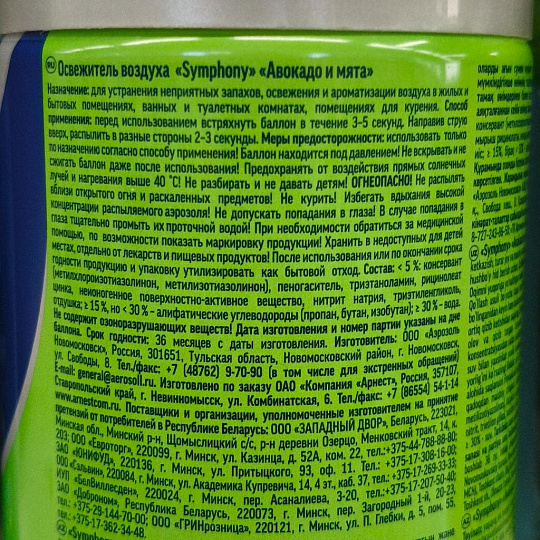 RU Освежитель воздуха «Symphony» «Авокадо и мята»
Назначение: для устранения неприятных запахов, освежения и ароматизации воздуха в жилых и
бытовых помещениях, ванных и туалетных комнатах, помещениях для курения. Способ
применения: перед использованием встряхнуть баллон в течение 3–5 секунд. Направив струю
вверх, распылить в разные стороны 2–3 секунды. Меры предосторожности: использовать только
по назначению согласно способу применения! Баллон находится под давлением! Не вскрывать и не
сжигать баллон даже после использования! Предохранять от воздействия прямых солнечных
лучей и нагревания выше 40 °С! Не разбирать и не давать детям! ОГНЕОПАСНО! Не распылять
вблизи открытого огня и раскаленных предметов! Не курить! Избегать вдыхания высокой
концентрации распыляемого аэрозоля! Не допускать попадания в глаза! В случае попадания в
глаза тщательно промыть их проточной водой! При необходимости обратиться за медицинской
помощью, по возможности показать маркировку продукции! Хранить в недоступных для детей
местах, отдельно от лекарств и пищевых продуктов! После использования или по окончании срока
годности продукцию и упаковку утилизировать как бытовой отход. Состав: < 5 %: консервант
(метилхлороизотиазолинон, метилизотиазолинон), пеногаситель, триэтаноламин, рицинолеат
цинка, неионогенное поверхностно-активное вещество, нитрит натрия, триэтиленгликоль,
отдушка; ≥ 15 %, но < 30 % – алифатические углеводороды (пропан, бутан, изобутан); ≥ 30 % - вода.
Не содержит озоноразрушающих веществ! Дата изготовления и номер партии указаны на дне
баллона. Срок годности: 36 месяцев с даты изготовления. Изготовитель: ООО «Аэрозоль
Новомосковск», Россия, 301651, Тульская область, Новомосковский район, г. Новомосковск,
ул. Свободы, 8. Тел./факс: +7 (48762) 9-70-90 (в том числе для экстренных обращений)
E-mail: general@aerosoll.ru. Изготовлено по заказу ОАО «Компания «Арнест», Россия, 357107,
Ставропольский край, г. Невинномысск, ул. Комбинатская, 6. Тел./факс: +7 (86554) 54-1-14
www.arnestcom.ru. Поставщики и организации, уполномоченные изготовителем на принятие
претензий от потребителей в Республике Беларусь: ООО «ЗАПАДНЫЙ ДВОР», Беларусь, 223021,
Минская обл., Минский р-н, Щомыслицкий с/с, р-н деревни Озерцо, Менковский тракт, 14, к.
203; ООО «Евроторг», 220099, г. Минск, ул. Казинца, д. 52А, ком. 22, тел.:+375-44-788-88-80;
ЗАО «ЮНИФУД», 220136, г. Минск, ул. Притыцкого, 93, оф. 11. Тел.: +375-17-308-16-00;
ООО «Сэльвин», 220084, г. Минск, ул. Академика Купревича, 14, 4 эт., каб. 37, тел.:+375-17-269-33-33;
ИУП «БелВиллесден», 220024, г. Минск, пер. Асаналиева, 3-20, тел.:+375-17-207-50-40;
ЗАО «Доброном», Республика Беларусь, 220073, г. Минск, пер. Загородный 1-й, 20-23,
тел.:+375-29-144-70-00; ООО «ГРИНрозница», 220121, г. Минск, ул. П. Глебки, д. 5, пом. 55,
тел.:+375-17-362-34-48.